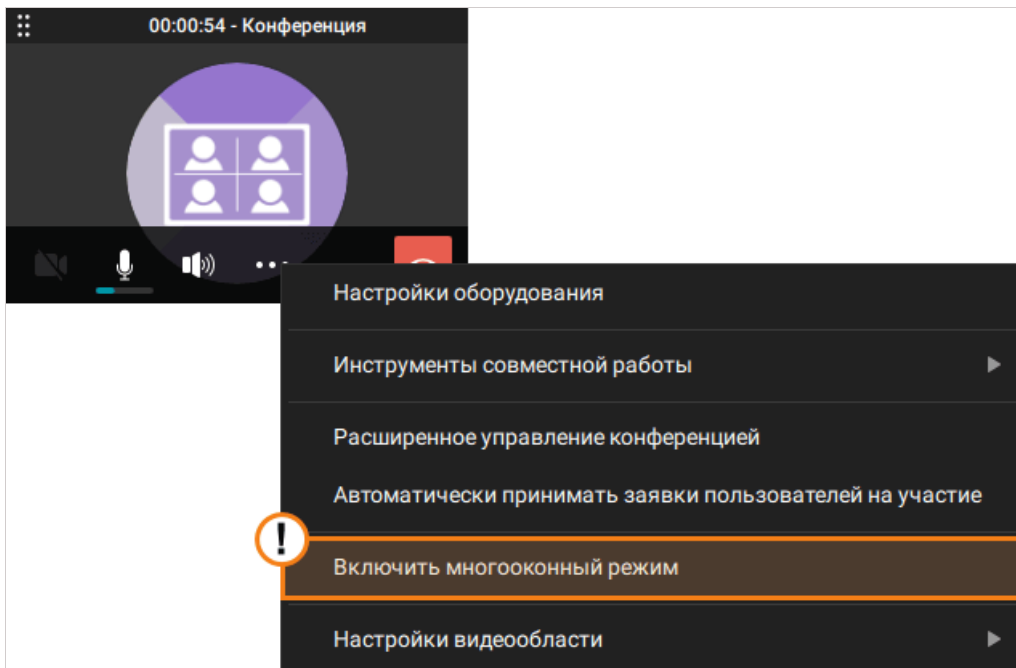 00:00:54 - Конференция
Настройки оборудования
Инструменты совместной работы
Расширенное управление конференцией
Автоматически принимать заявки пользователей на участие
!
Включить многооконный режим
Настройки видеообласти